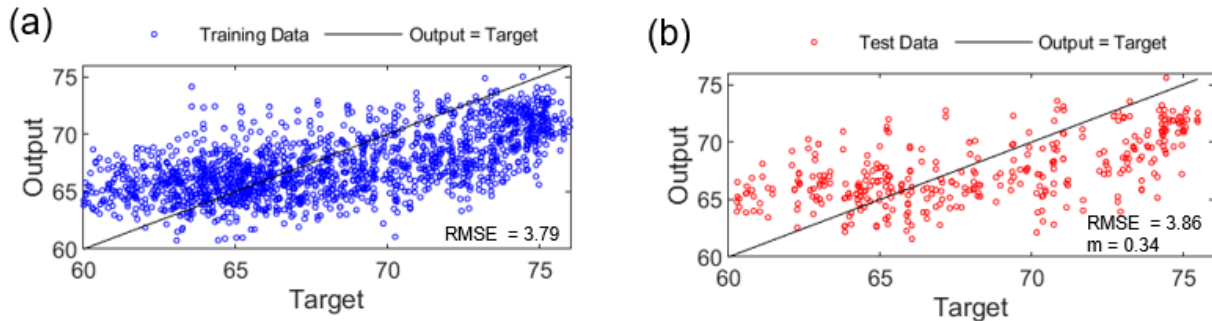 (a)
Training Data
Output = Target
Output
70
65
60
RMSE = 3.79
60
65
70
75
Target
(b)
Test Data
Output = Target
Output
75
70
65
60
RMSE = 3.86
m = 0.34
60
65
70
75
Target